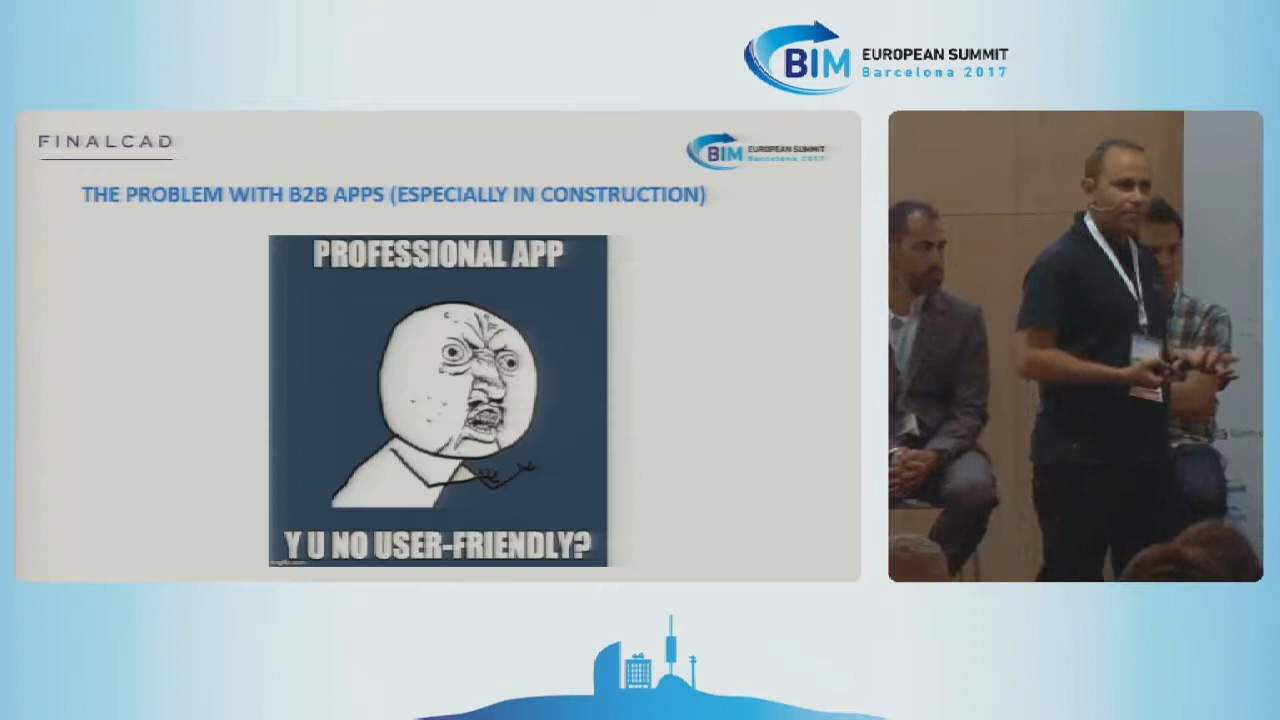 BIM EUROPEAN SUMMIT
Barcelona 2017
FINALCAD
BIM EUROPEAN SUMMIT
Barcelona 2017
THE PROBLEM WITH B2B APPS (ESPECIALLY IN CONSTRUCTION)
PROFESSIONAL APP
Y U NO USER-FRIENDLY?